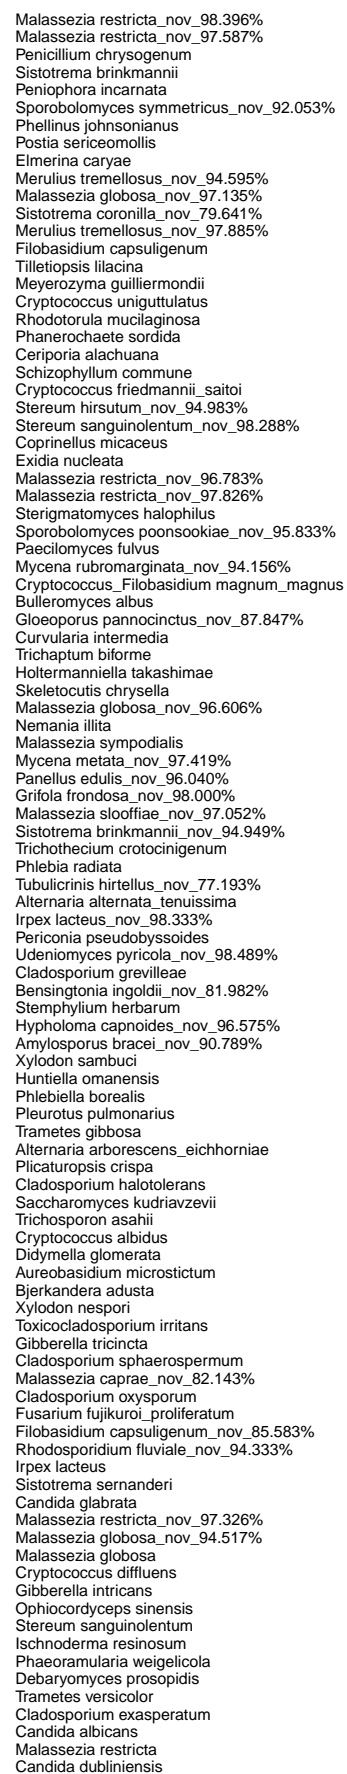 Malassezia restricta_nov_98.396%
Malassezia restricta_nov_97.587%
Penicillium chrysogenum
Sistotrema brinkmannii
Peniophora incarnata
Sporobolomyces symmetricus_nov_92.053%
Phellinus johnsonianus
Postia sericeomollis
Elmerina caryae
Merulius tremellosus_nov_94.595%
Malassezia globosa_nov_97.135%
Sistotrema coronilla_nov_79.641%
Merulius tremellosus_nov_97.885%
Filobasidium capsuligenum
Tilletiopsis lilacina
Meyerozyma guilliermondii
Cryptococcus uniguttulatus
Rhodotorula mucilaginosa
Phanerochaete sordida
Ceriporia alachuana
Schizophyllum commune
Cryptococcus friedmannii_saitoi
Stereum hirsutum_nov_94.983%
Stereum sanguinolentum_nov_98.288%
Coprinellus micaceus
Exidia nucleata
Malassezia restricta_nov_96.783%
Malassezia restricta_nov_97.826%
Sterigmatomyces halophilus
Sporobolomyces poonsookiae_nov_95.833%
Paecilomyces fulvus
Mycena rubromarginata_nov_94.156%
Cryptococcus_Filobasidium magnum_magnus
Bulleromyces albus
Gloeoporus pannocinctus_nov_87.847%
Curvularia intermedia
Trichaptum biforme
Holtermanniella takashimae
Skeletocutis chrysella
Malassezia globosa_nov_96.606%
Nemania illita
Malassezia sympodialis
Mycena metata_nov_97.419%
Panellus edulis_nov_96.040%
Grifola frondosa_nov_98.000%
Malassezia slooffiae_nov_97.052%
Sistotrema brinkmannii_nov_94.949%
Trichothecium crotocinigenum
Phlebia radiata
Tubulicrinis hirtellus_nov_77.193%
Alternaria alternata_tenuissima
Irpex lacteus_nov_98.333%
Periconia pseudobyssoides
Udeniomyces pyricola_nov_98.489%
Cladosporium grevilleae
Bensingtonia ingoldii_nov_81.982%
Stemphylium herbarum
Hypholoma capnoides_nov_96.575%
Amylosporus bracei_nov_90.789%
Xylodon sambuci
Huntiella omanensis
Phlebiella borealis
Pleurotus pulmonarius
Trametes gibbosa
Alternaria arborescens_eichhorniae
Plicaturopsis crispa
Cladosporium halotolerans
Saccharomyces kudriavzevii
Trichosporon asahii
Cryptococcus albidus
Didymella glomerata
Aureobasidium microstictum
Bjerkandera adusta
Xylodon nespori
Toxicocladosporium irritans
Gibberella tricincta
Cladosporium sphaerospermum
Malassezia caprae_nov_82.143%
Cladosporium oxysporum
Fusarium fujikuroi_proliferatum
Filobasidium capsuligenum_nov_85.583%
Rhodosporidium fluviale_nov_94.333%
Irpex lacteus
Sistotrema sernanderi
Candida glabrata
Malassezia restricta_nov_97.326%
Malassezia globosa_nov_94.517%
Malassezia globosa
Cryptococcus diffluens
Gibberella intricans
Ophiocordyceps sinensis
Stereum sanguinolentum
Ischnoderma resinosum
Phaeoramularia weigelicola
Debaryomyces prosopidis
Trametes versicolor
Cladosporium exasperatum
Candida albicans
Malassezia restricta
Candida dubliniensis